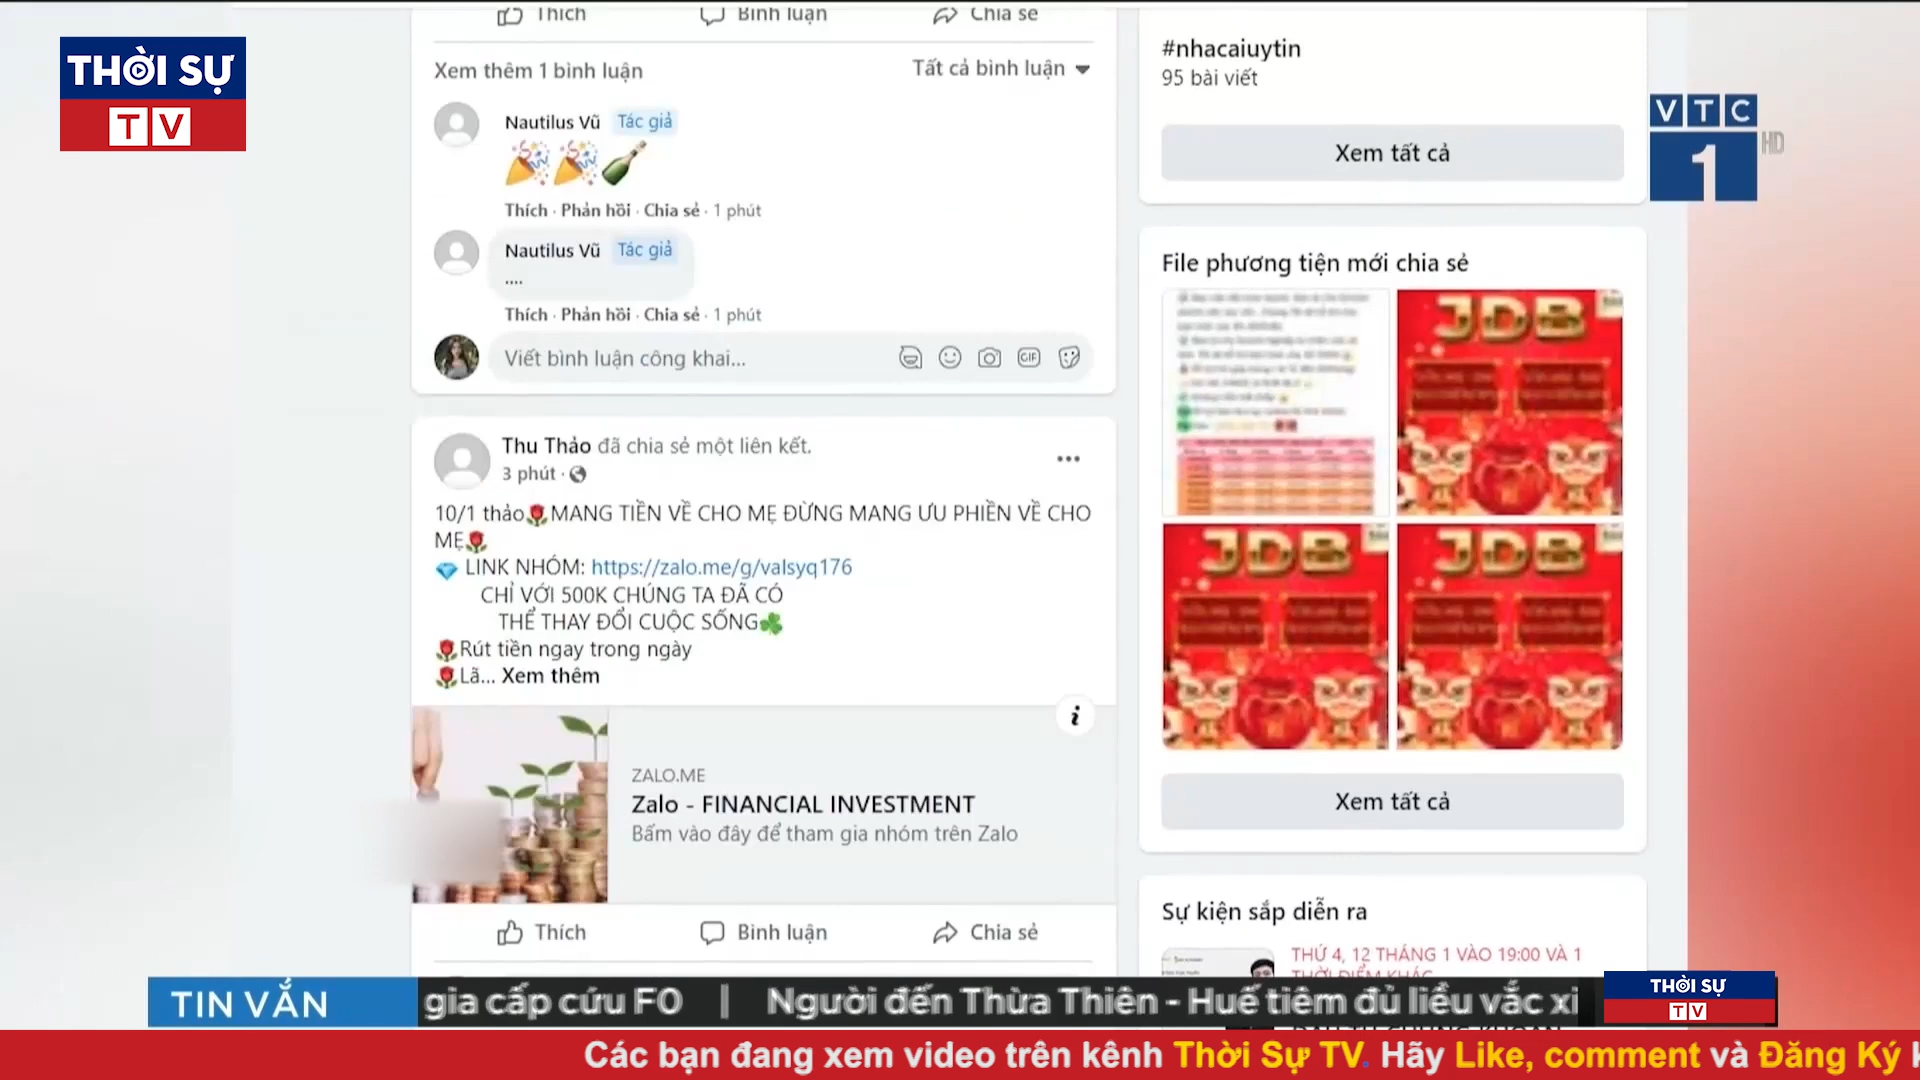 Thích
Bình luận
Chia sẻ
Xem thêm 1 bình luận
Tất cả bình luận
Nautilus Vũ Tác giả
Thích · Phản hồi · Chia sẻ · 1 phút
Nautilus Vũ Tác giả
....
Thích · Phản hồi · Chia sẻ · 1 phút
Viết bình luận công khai...
GIF
Thu Thảo đã chia sẻ một liên kết.
3 phút ·
10/1 thảo🌹MANG TIỀN VỀ CHO MẸ ĐỪNG MANG ƯU PHIỀN VỀ CHO
MẸ🌹
💎 LINK NHÓM: https://zalo.me/g/valsyq176
CHỈ VỚI 500K CHÚNG TA ĐÃ CÓ
THỂ THAY ĐỔI CUỘC SỐNG☘️
🌹Rút tiền ngay trong ngày
🌹Lã... Xem thêm
ZALO.ME
Zalo - FINANCIAL INVESTMENT
Bấm vào đây để tham gia nhóm trên Zalo
Thích
Bình luận
Chia sẻ
#nhacaiuytin
95 bài viết
Xem tất cả
File phương tiện mới chia sẻ
JDB
JDB
JDB
Xem tất cả
Sự kiện sắp diễn ra
THỨ 4, 12 THÁNG 1 VÀO 19:00 VÀ 1
THỜI ĐIỂM KHÁC
THỜI SỰ
TV
VTC
1
HD
TIN VẮN
gia cấp cứu F0 | Người đến Thừa Thiên - Huế tiêm đủ liều vắc xi
THỜI SỰ
TV
Các bạn đang xem video trên kênh Thời Sự TV. Hãy Like, comment và Đăng Ký k